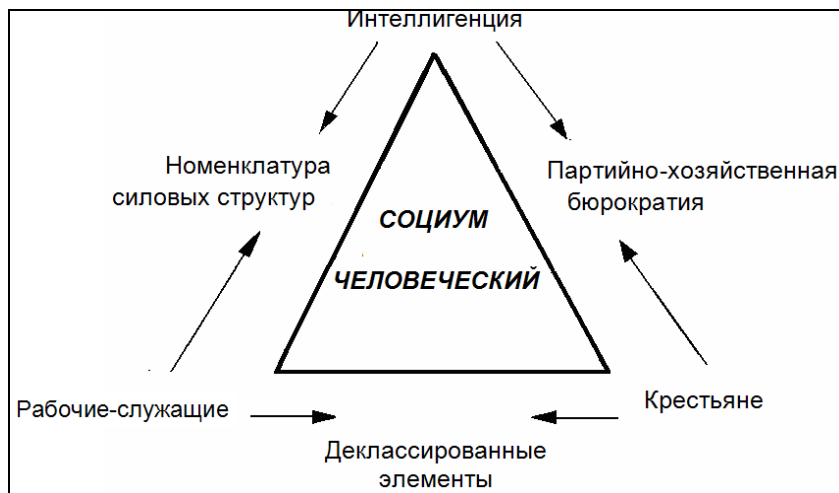 Интеллигенция
Номенклатура
силовых структур
Партийно-хозяйственная
бюрократия
СОЦИУМ
ЧЕЛОВЕЧЕСКИЙ
Рабочие-служащие
Крестьяне
Деклассированные
элементы